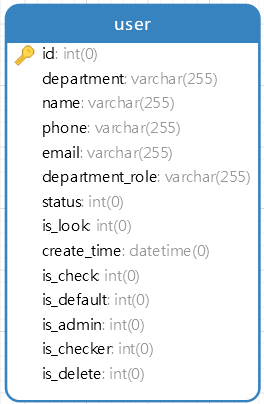 user
id: int(0)
department: varchar(255)
name: varchar(255)
phone: varchar(255)
email: varchar(255)
department_role: varchar(255)
status: int(0)
is_look: int(0)
create_time: datetime(0)
is_check: int(0)
is_default: int(0)
is_admin: int(0)
is_checker: int(0)
is_delete: int(0)